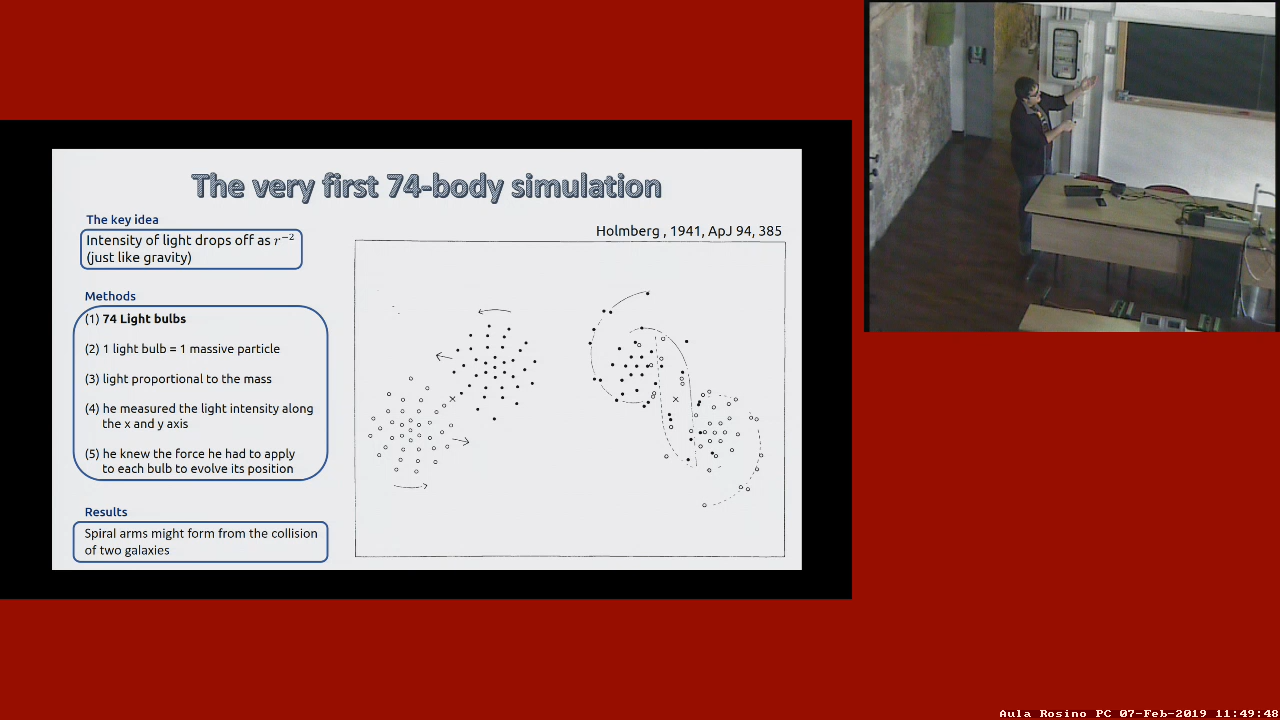 The very first 74-body simulation
The key idea
Intensity of light drops off as r⁻²
(just like gravity)
Holmberg , 1941, ApJ 94, 385
Methods
(1) 74 Light bulbs
(2) 1 light bulb = 1 massive particle
(3) light proportional to the mass
(4) he measured the light intensity along
the x and y axis
(5) he knew the force he had to apply
to each bulb to evolve its position
Results
Spiral arms might form from the collision
of two galaxies
Aula Rosino PC 07-Feb-2019 11:49:48